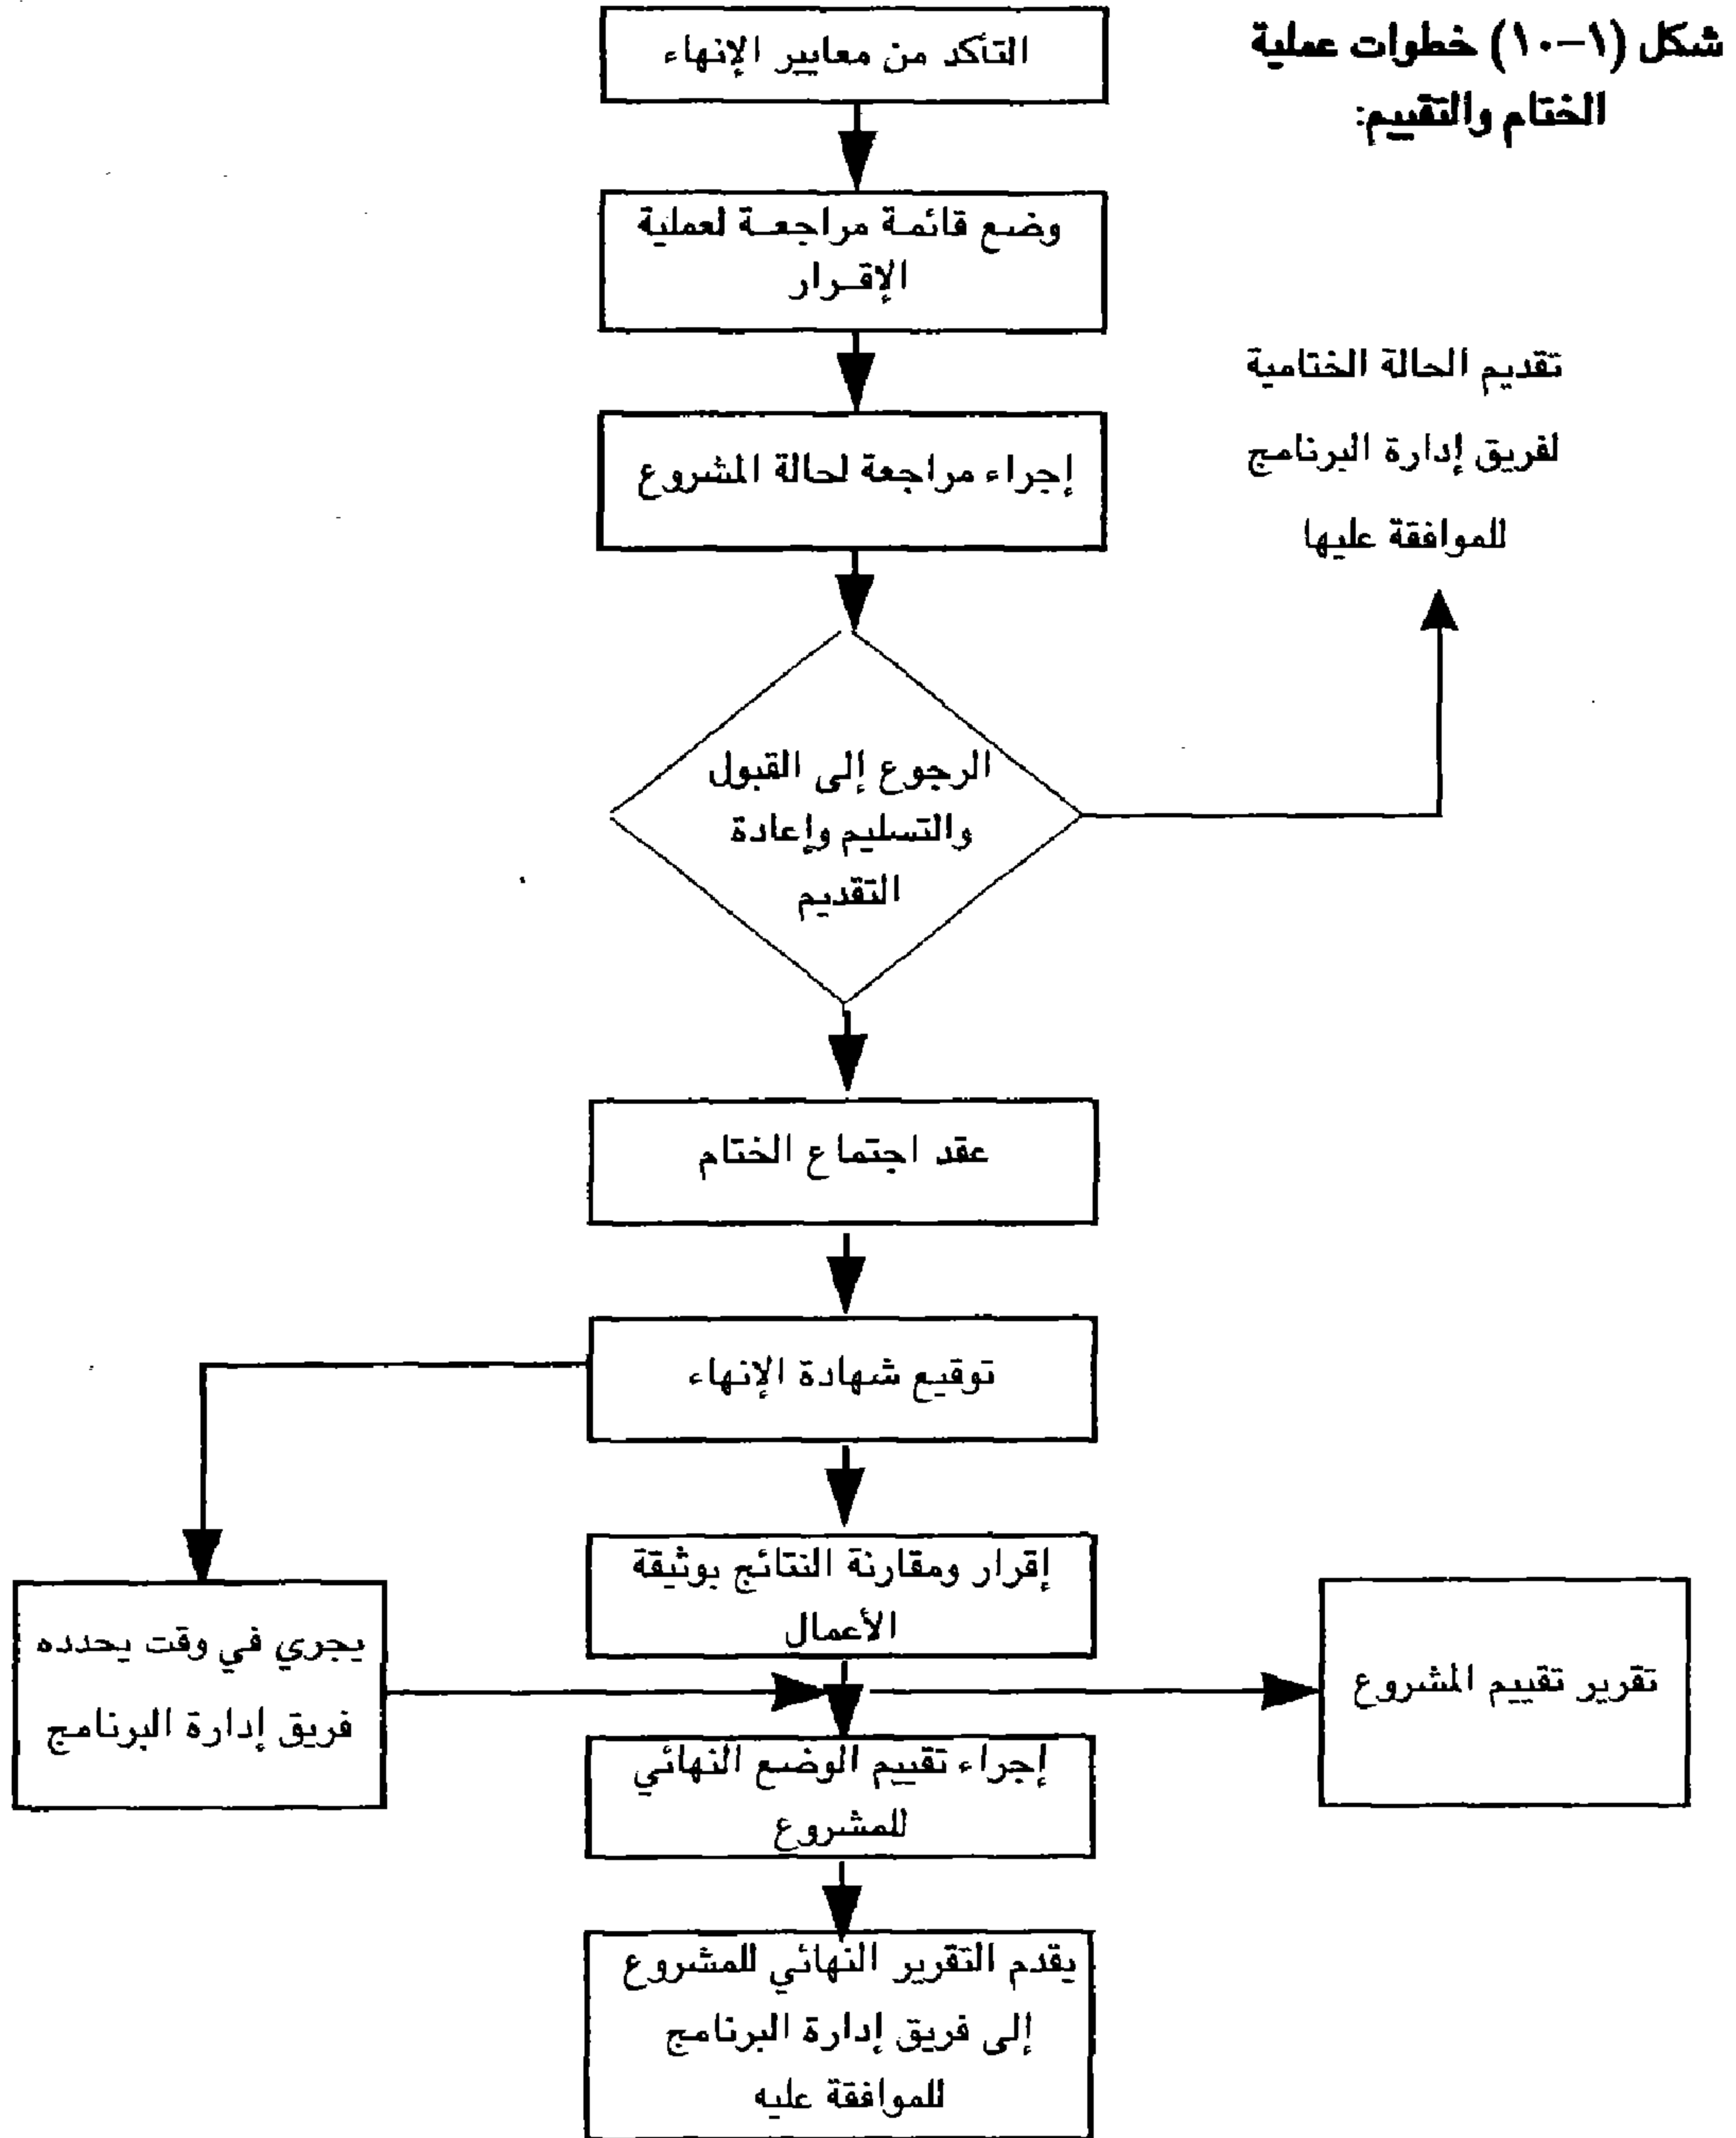 شكل (١-١٠) خطوات عملية
الختام والتقييم:
التأكد من معايير الإنهاء
وضع قائمة مراجعة لعملية
الإقرار
إجراء مراجعة لحالة المشروع
تقديم الحالة الختامية
لفريق إدارة البرنامج
للموافقة عليها
الرجوع إلى القبول
والتسليم وإعادة
التقديم
عقد اجتماع الختام
توقيع شهادة الإنهاء
إقرار ومقارنة النتائج بوثيقة
الأعمال
يجري في وقت يحدده
فريق إدارة البرنامج
تقرير تقييم المشروع
إجراء تقييم الوضع النهائي
للمشروع
يقدم التقرير النهائي للمشروع
إلى فريق إدارة البرنامج
للموافقة عليه